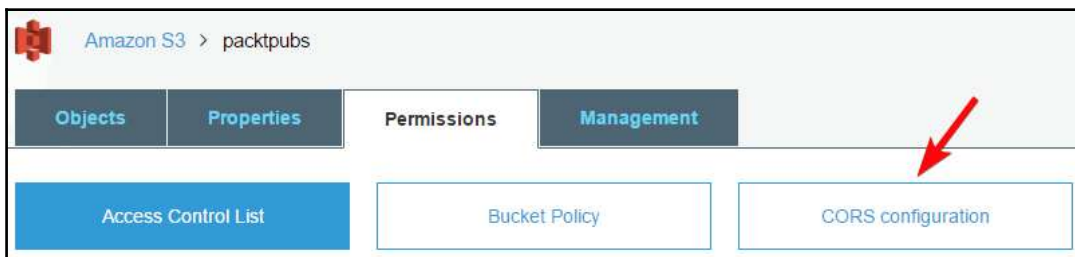 Amazon S3 > packtpubs
Objects Properties Permissions Management
Access Control List Bucket Policy CORS configuration